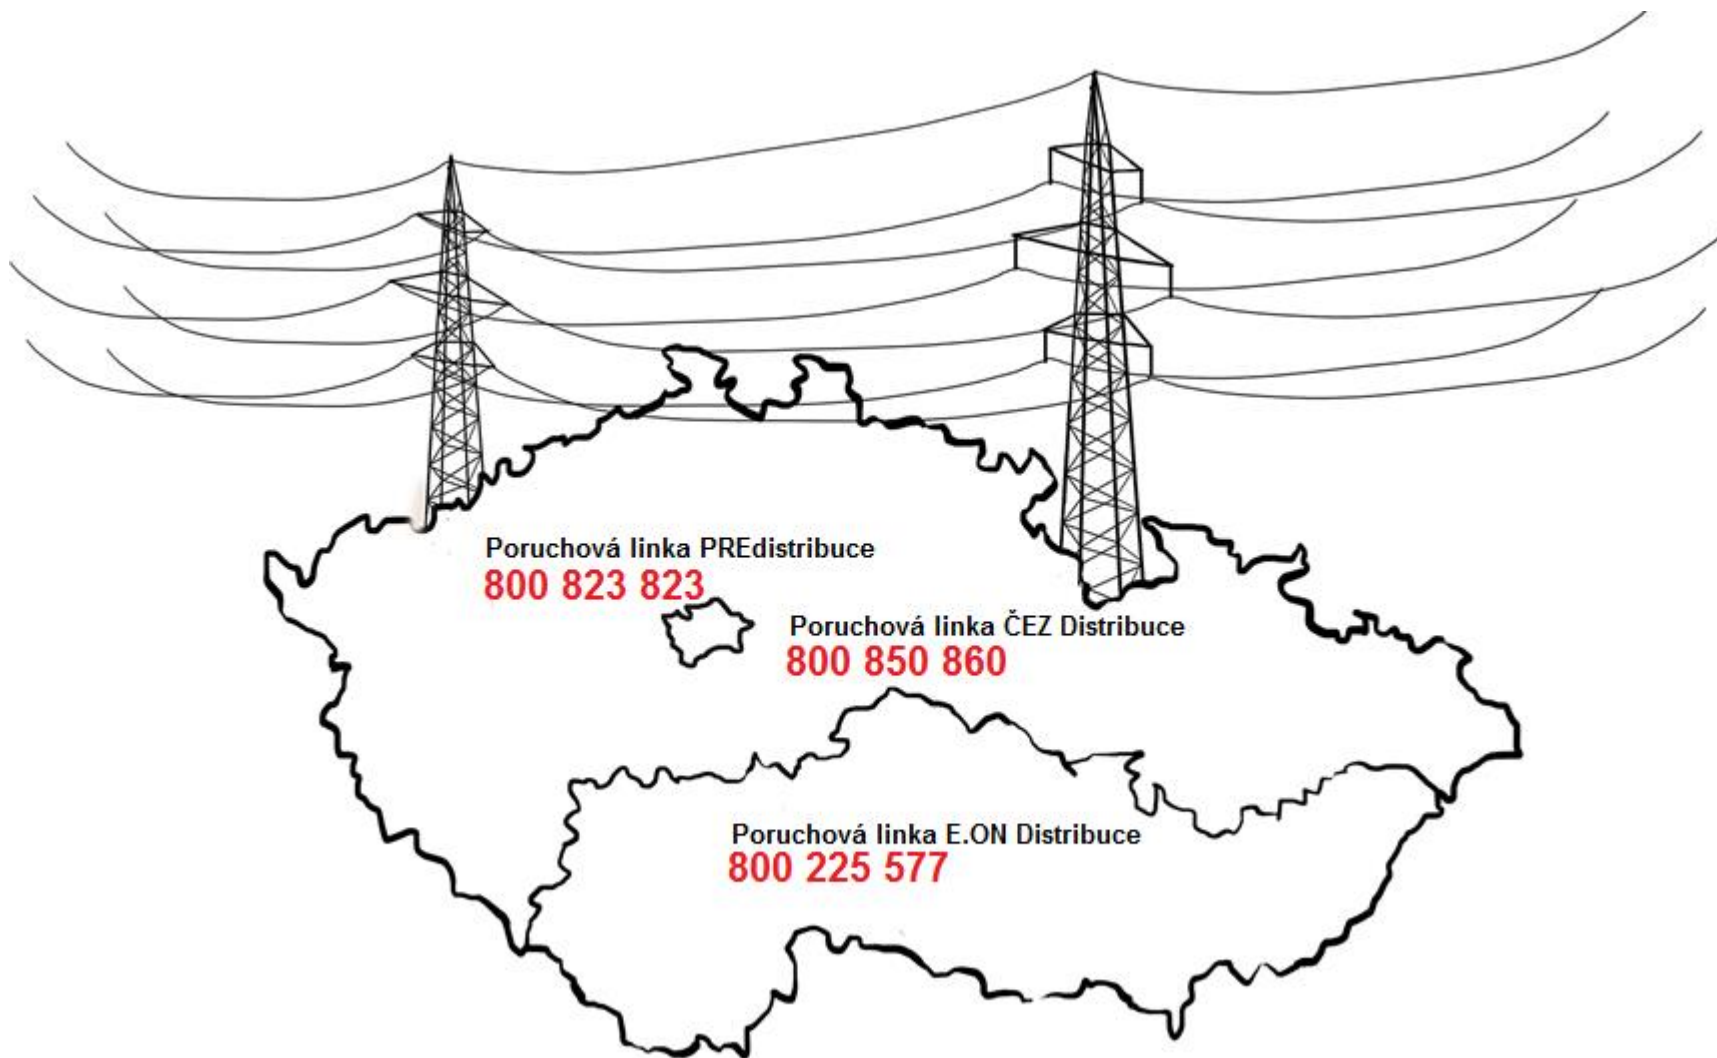 Poruchová linka PREdistribuce
800 823 823
Poruchová linka ČEZ Distribuce
800 850 860
Poruchová linka E.ON Distribuce
800 225 577